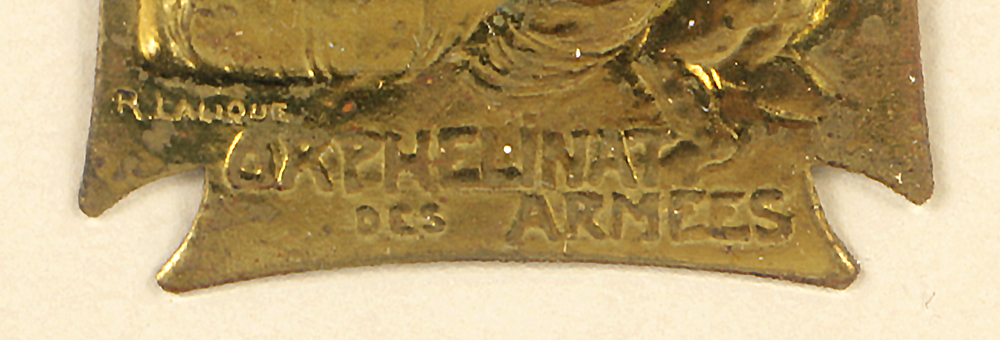 R. LALIQUE
ORPHELINAT
DES ARMEES